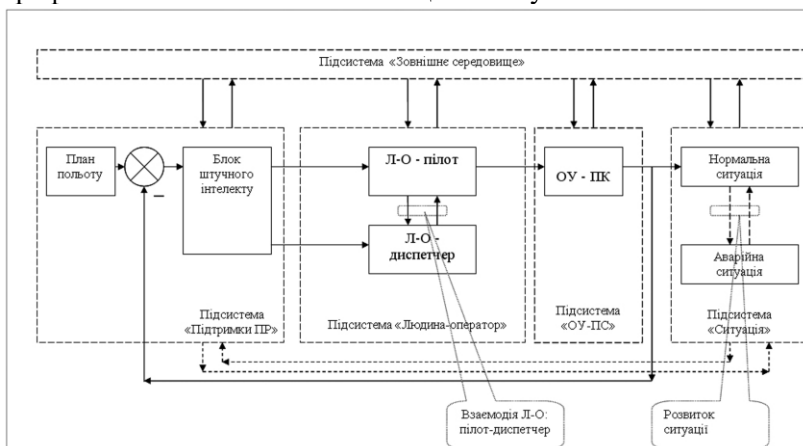 Підсистема «Зовнішнє середовище»
План
польоту
Блок
штучного
інтелекту
Л-О - пілот
Л-О -
диспетчер
ОУ - ПК
Нормальна
ситуація
Аварійна
ситуація
Підсистема
«Підтримки ПР»
Підсистема «Людина-оператор»
Підсистема
«ОУ-ПС»
Підсистема
«Ситуація»
Взаємодія Л-О:
пілот-диспетчер
Розвиток
ситуації